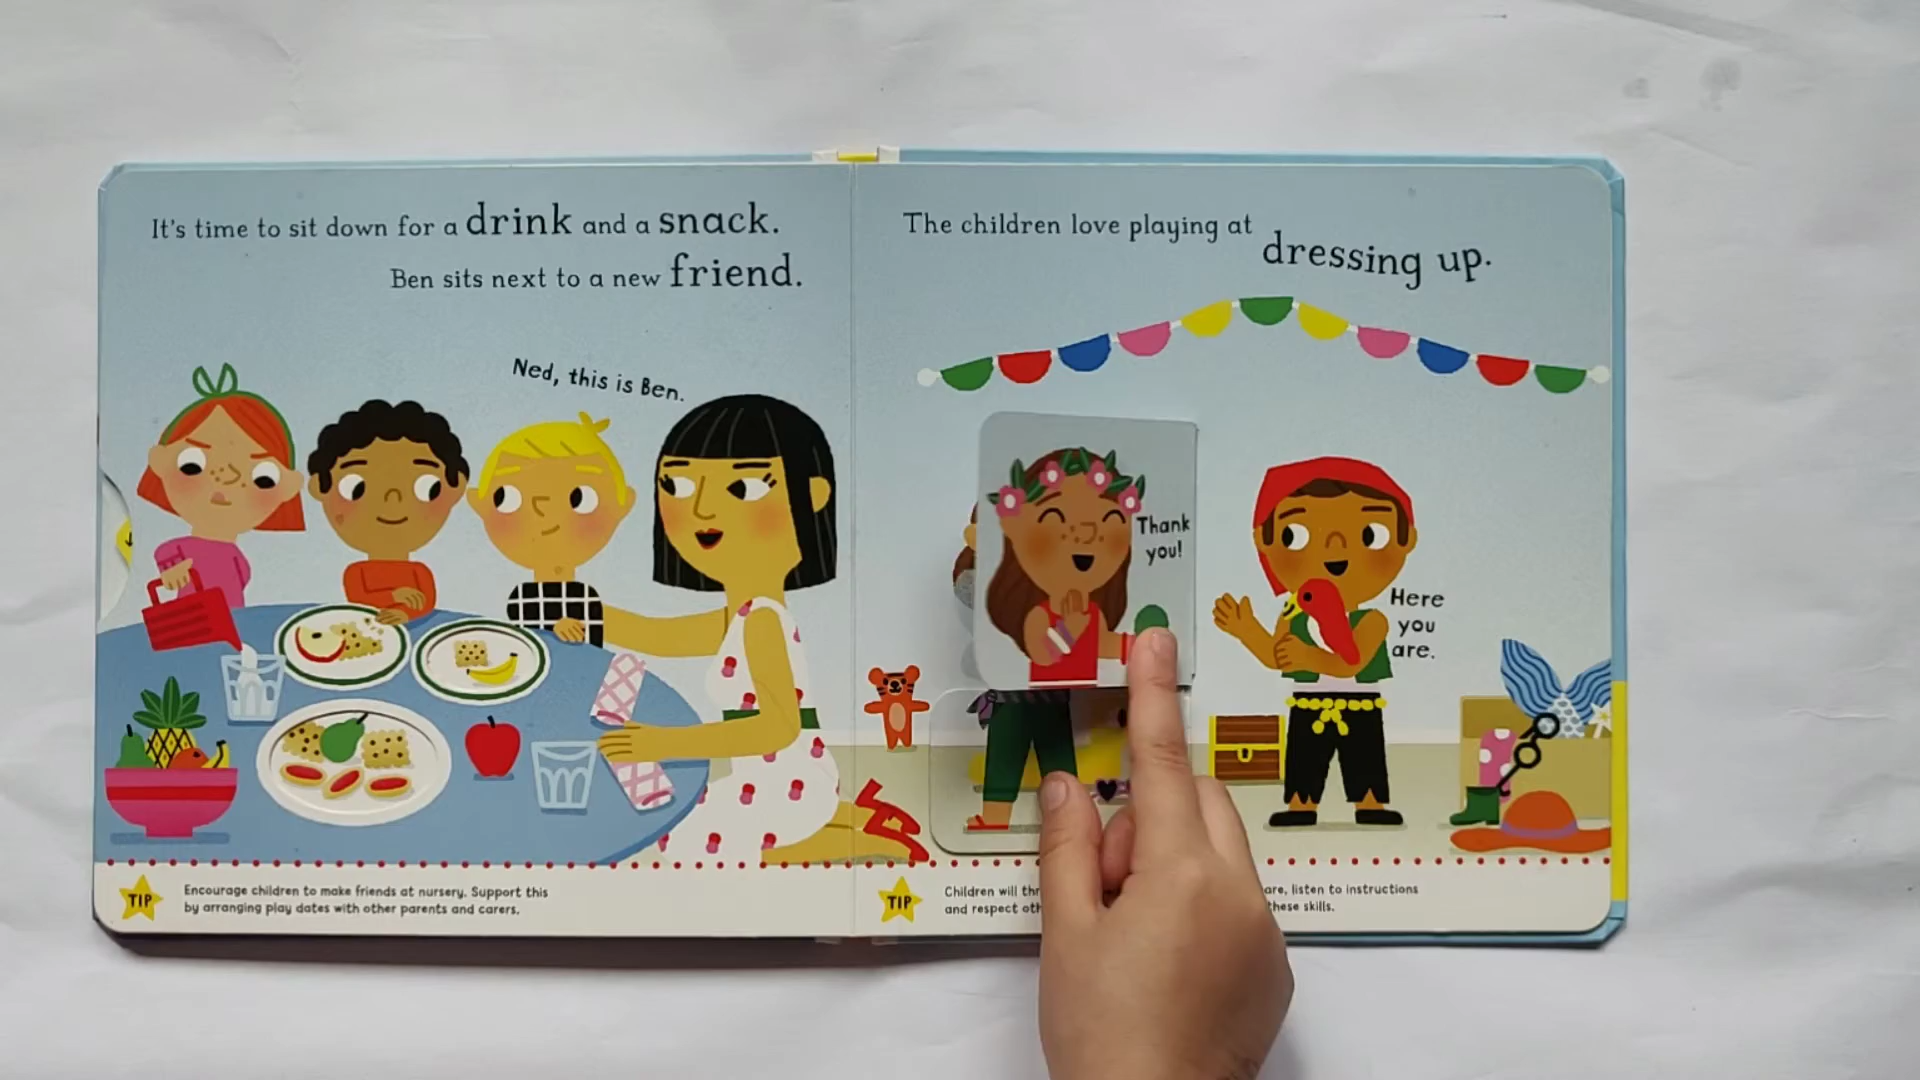 It's time to sit down for a drink and a snack.
Ben sits next to a new friend.
Ned, this is Ben.
TIP
Encourage children to make friends at nursery. Support this
by arranging play dates with other parents and carers.
The children love playing at
dressing up.
Thank
you!
Here
you
are.
TIP
Children will are, listen to instructions
and respect these skills.